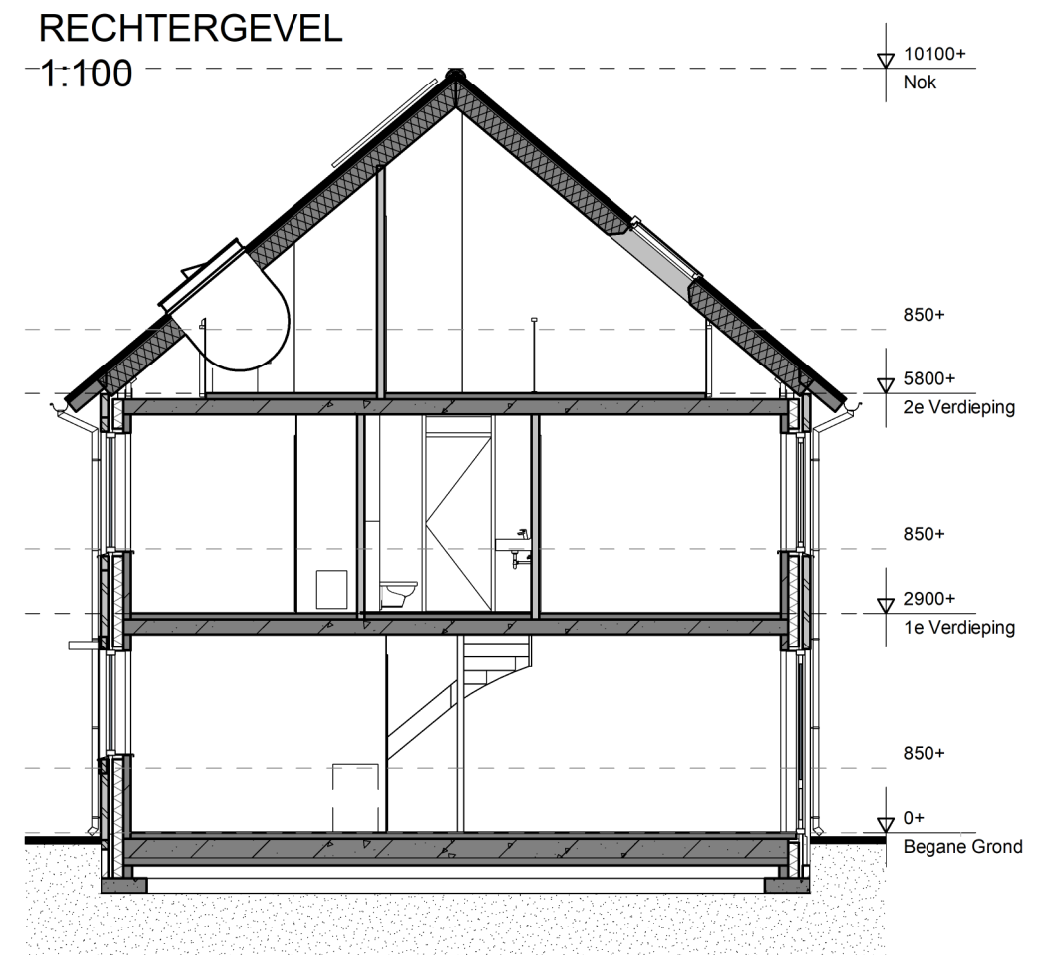 RECHTERGEVEL
1:100
10100+
Nok
850+
5800+
2e Verdieping
850+
2900+
1e Verdieping
850+
0+
Begane Grond